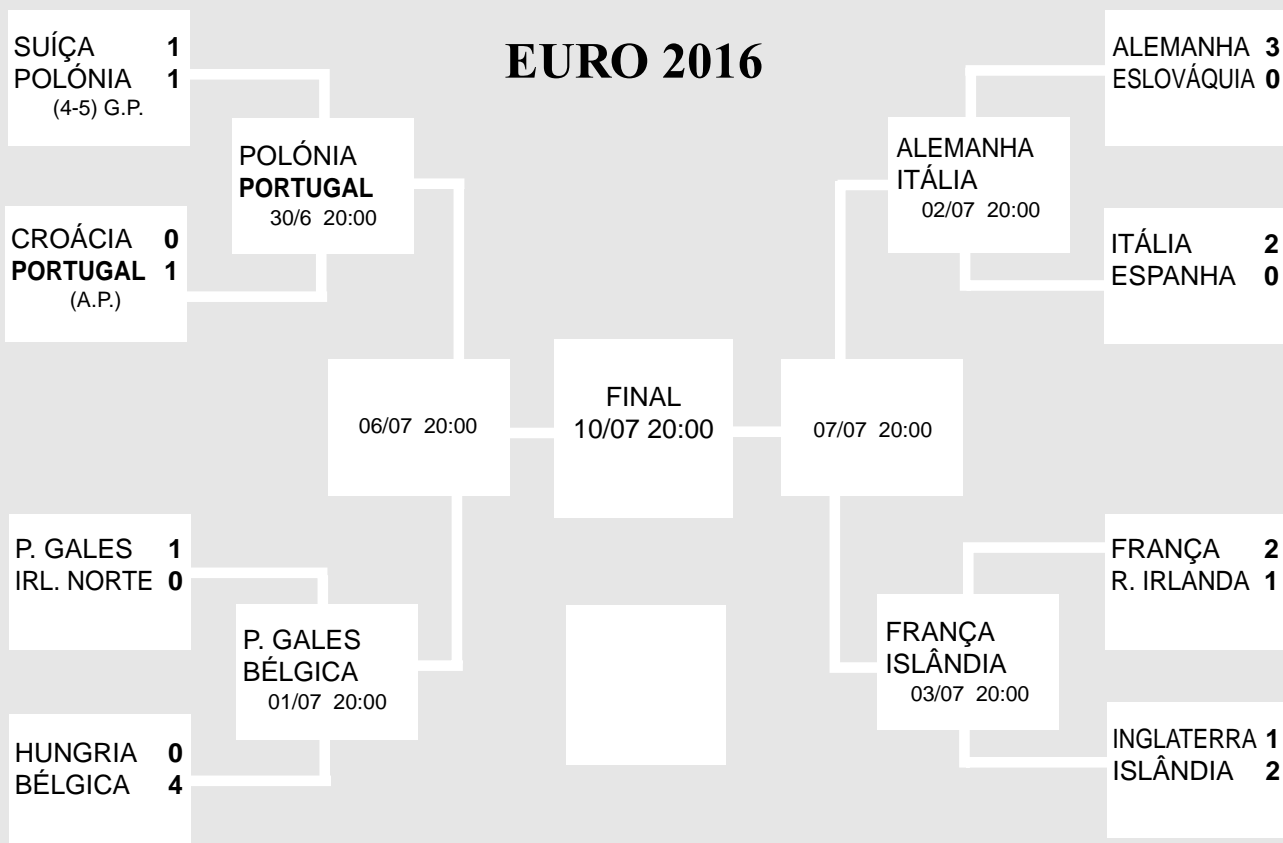 EURO 2016
SUÍÇA 1
POLÓNIA 1
(4-5) G.P.
CROÁCIA 0
PORTUGAL 1
(A.P.)
POLÓNIA
PORTUGAL
30/6 20:00
P. GALES 1
IRL. NORTE 0
HUNGRIA 0
BÉLGICA 4
P. GALES
BÉLGICA
01/07 20:00
06/07 20:00
FINAL
10/07 20:00
07/07 20:00
ALEMANHA
ITÁLIA
02/07 20:00
ALEMANHA 3
ESLOVÁQUIA 0
ITÁLIA 2
ESPANHA 0
FRANÇA
ISLÂNDIA
03/07 20:00
FRANÇA 2
R. IRLANDA 1
INGLATERRA 1
ISLÂNDIA 2